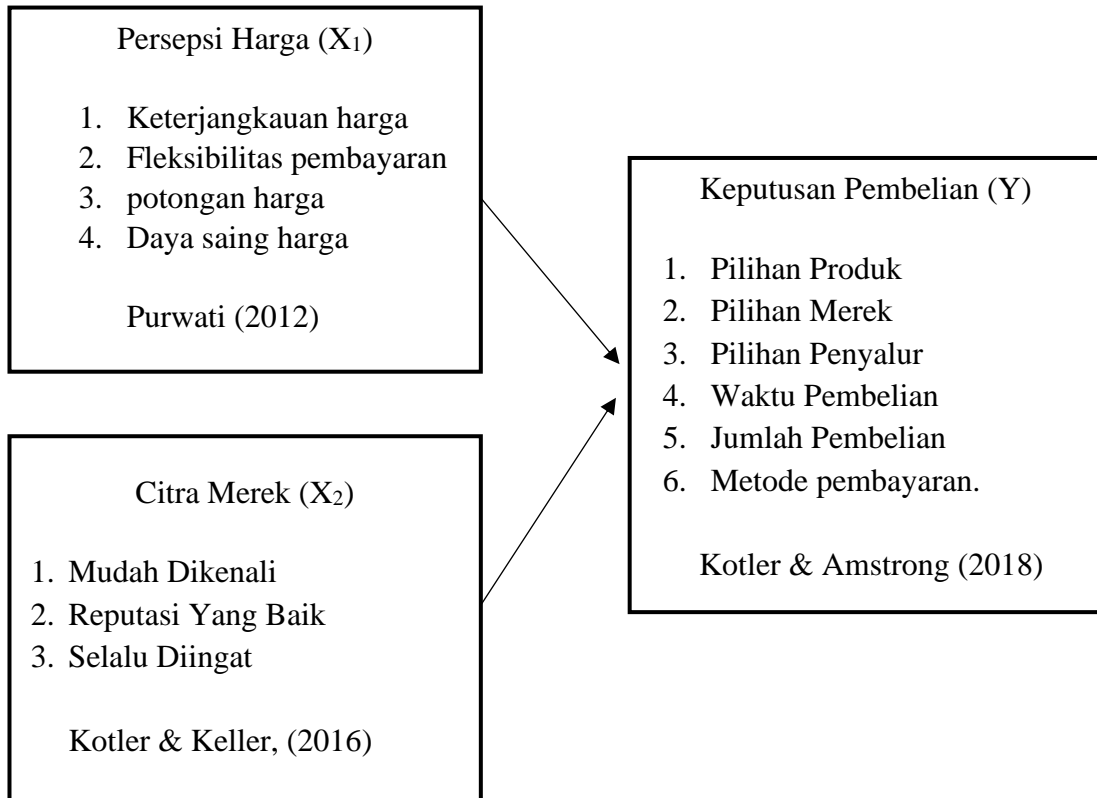 Persepsi Harga (X₁)
1. Keterjangkauan harga
2. Fleksibilitas pembayaran
3. potongan harga
4. Daya saing harga
Purwati (2012)
Citra Merek (X₂)
1. Mudah Dikenali
2. Reputasi Yang Baik
3. Selalu Diingat
Kotler & Keller, (2016)
Keputusan Pembelian (Y)
1. Pilihan Produk
2. Pilihan Merek
3. Pilihan Penyalur
4. Waktu Pembelian
5. Jumlah Pembelian
6. Metode pembayaran.
Kotler & Amstrong (2018)